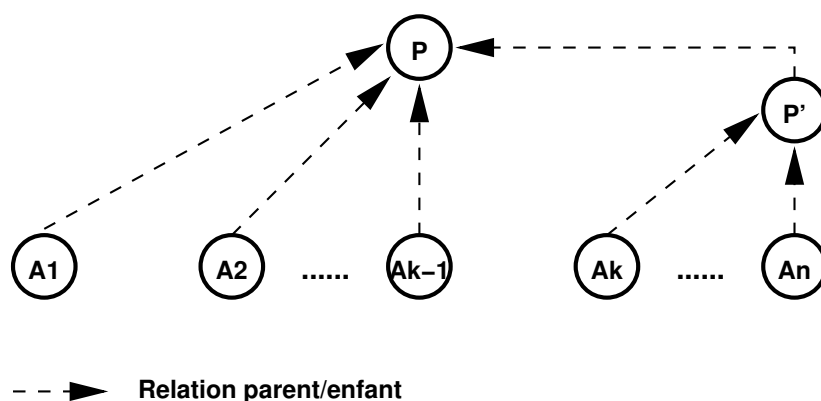 P
P'
A1 A2 ...... Ak−1 Ak ...... An
Relation parent/enfant